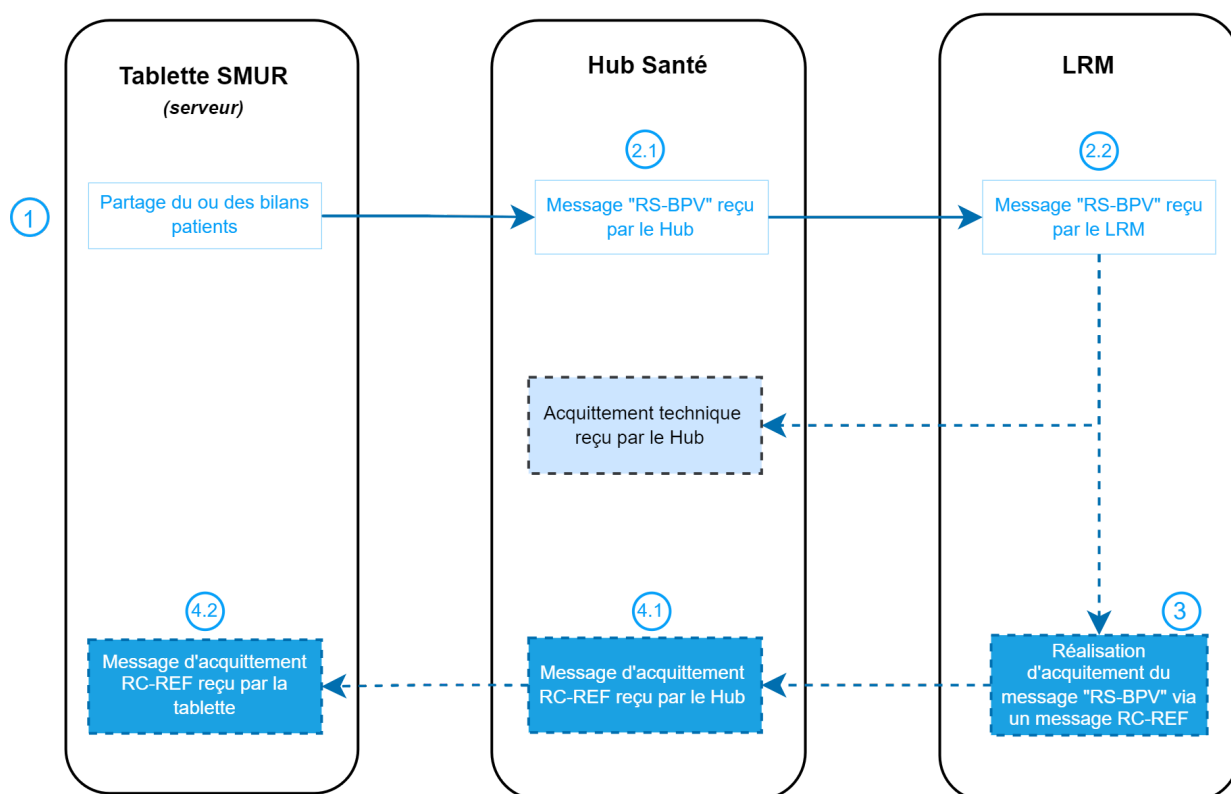 Tablette SMUR
(serveur)
Hub Santé
LRM
2.1
2.2
1
Partage du ou des bilans
patients
Message "RS-BPV" reçu
par le Hub
Message "RS-BPV" reçu
par le LRM
Acquittement technique
reçu par le Hub
4.2
4.1
3
Message d'acquittement
RC-REF reçu par la
tablette
Message d'acquittement
RC-REF reçu par le Hub
Réalisation
d'acquitement du
message "RS-BPV" via
un message RC-REF